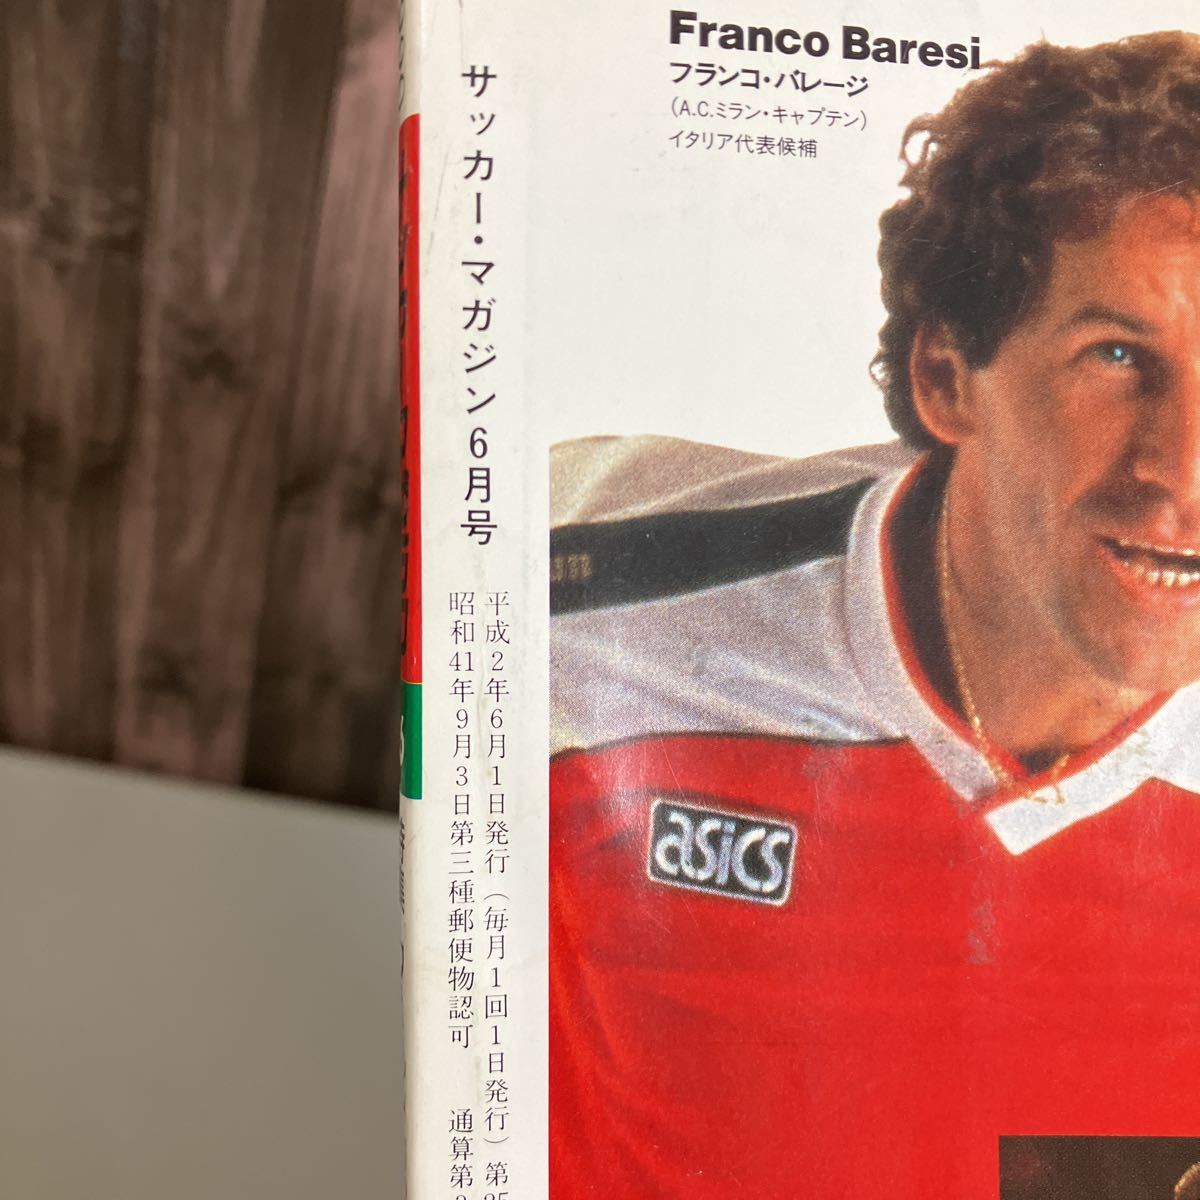 Franco Baresi
フランコ・バレージ
(A.C.ミラン・キャプテン)
イタリア代表候補
サッカー・マガジン6月号
平成2年6月1日発行(毎月1回1日発行)第
昭和41年9月3日第三種郵便物認可 通算第
asics